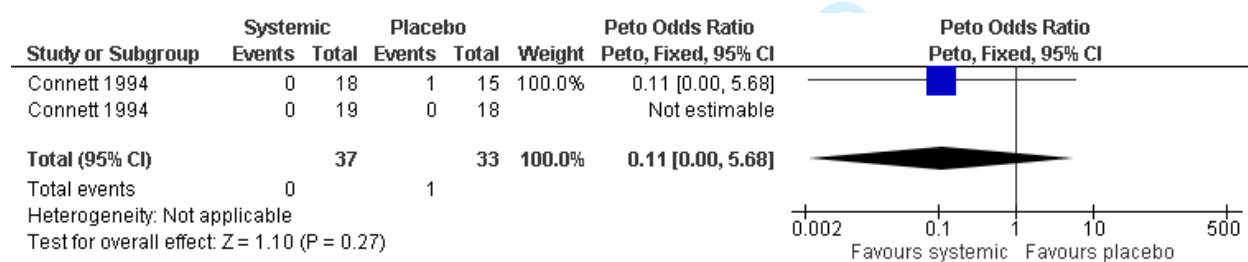 Systemic Placebo Peto Odds Ratio Peto Odds Ratio
Study or Subgroup Events Total Events Total Weight Peto, Fixed, 95% CI Peto, Fixed, 95% CI
Connett 1994 0 18 1 15 100.0% 0.11 [0.00, 5.68]
Connett 1994 0 19 0 18 Not estimable
Total (95% CI) 37 33 100.0% 0.11 [0.00, 5.68]
Total events 0 1
Heterogeneity: Not applicable
Test for overall effect: Z = 1.10 (P = 0.27)
0.002 0.1 1 10 500
Favours systemic Favours placebo